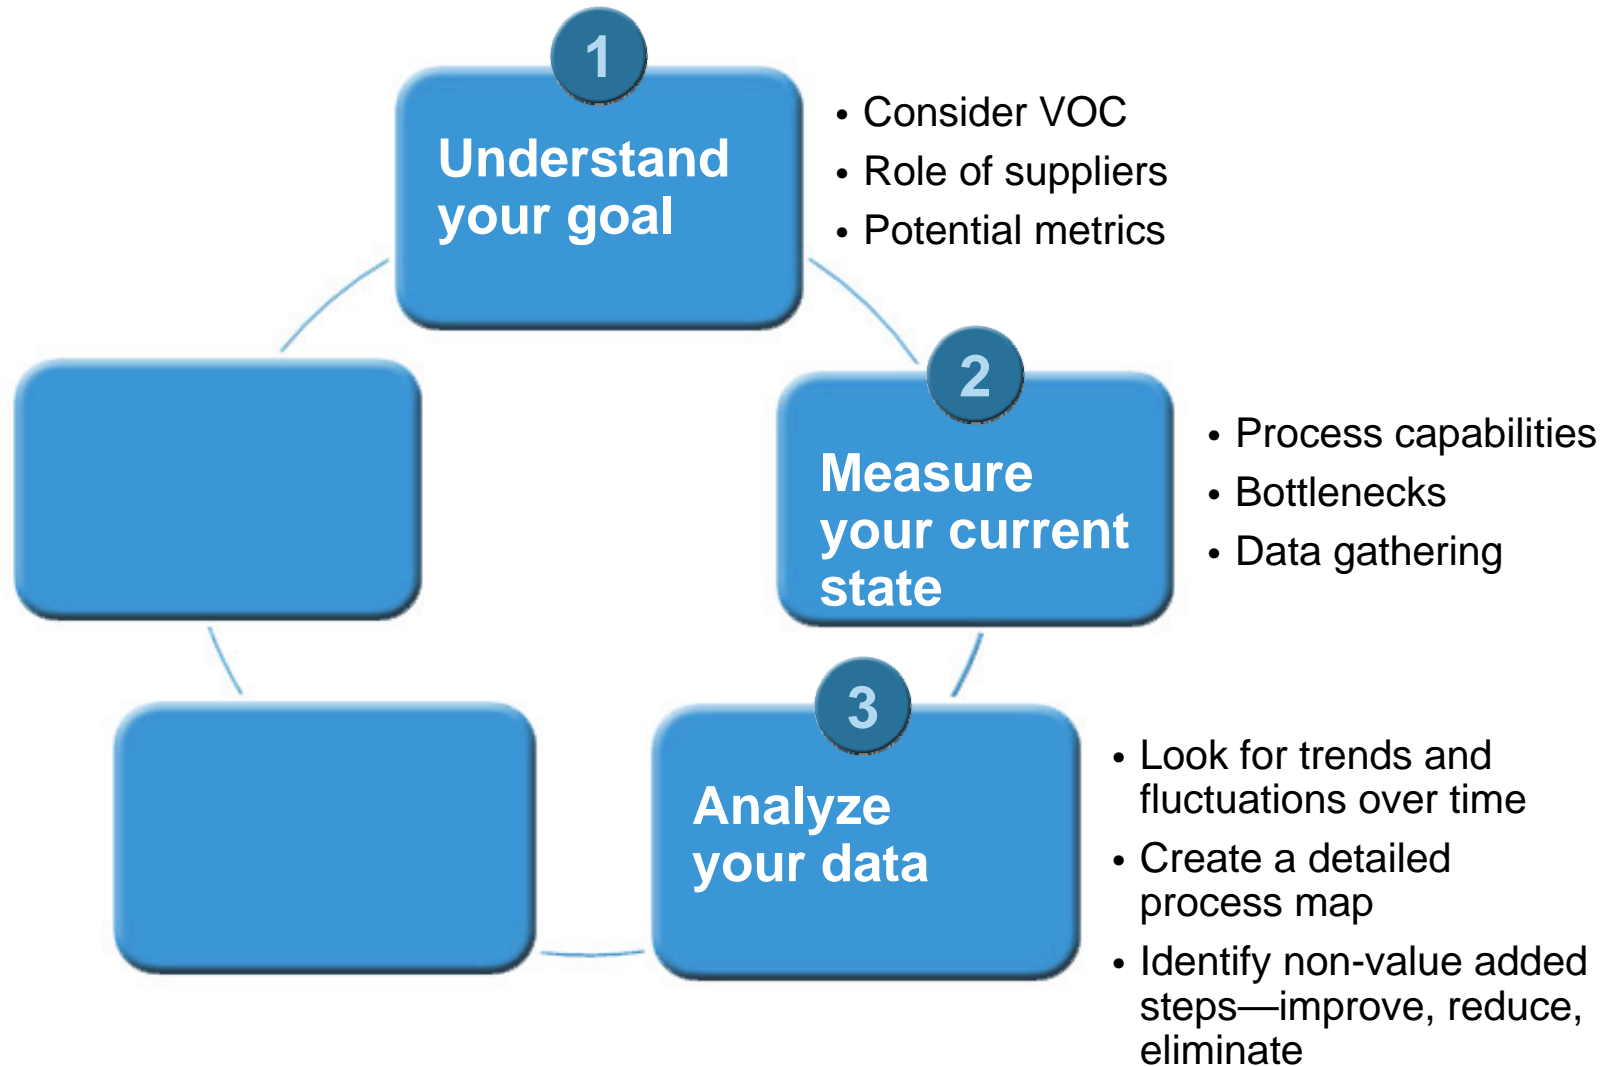 1
Understand
your goal
• Consider VOC
• Role of suppliers
• Potential metrics
2
Measure
your current
state
• Process capabilities
• Bottlenecks
• Data gathering
3
Analyze
your data
• Look for trends and
fluctuations over time
• Create a detailed
process map
• Identify non-value added
steps—improve, reduce,
eliminate